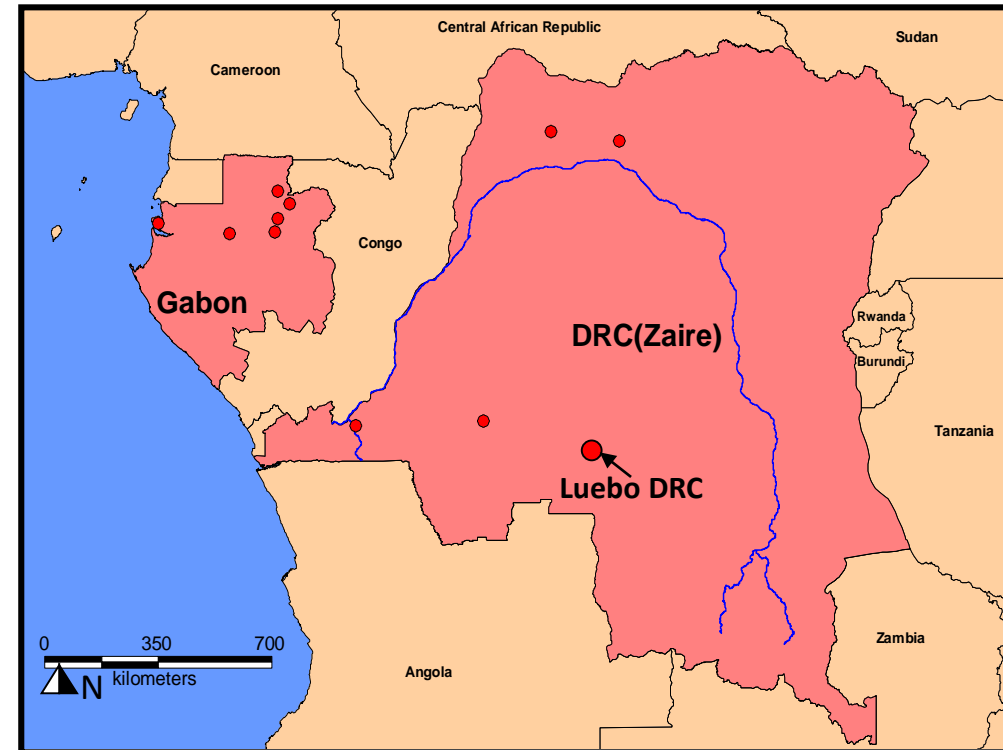 Central African Republic
Sudan
Cameroon
Congo
Gabon
Rwanda
DRC(Zaire)
Burundi
Tanzania
Luebo DRC
Zambia
0 350 700
kilometers
N
Angola